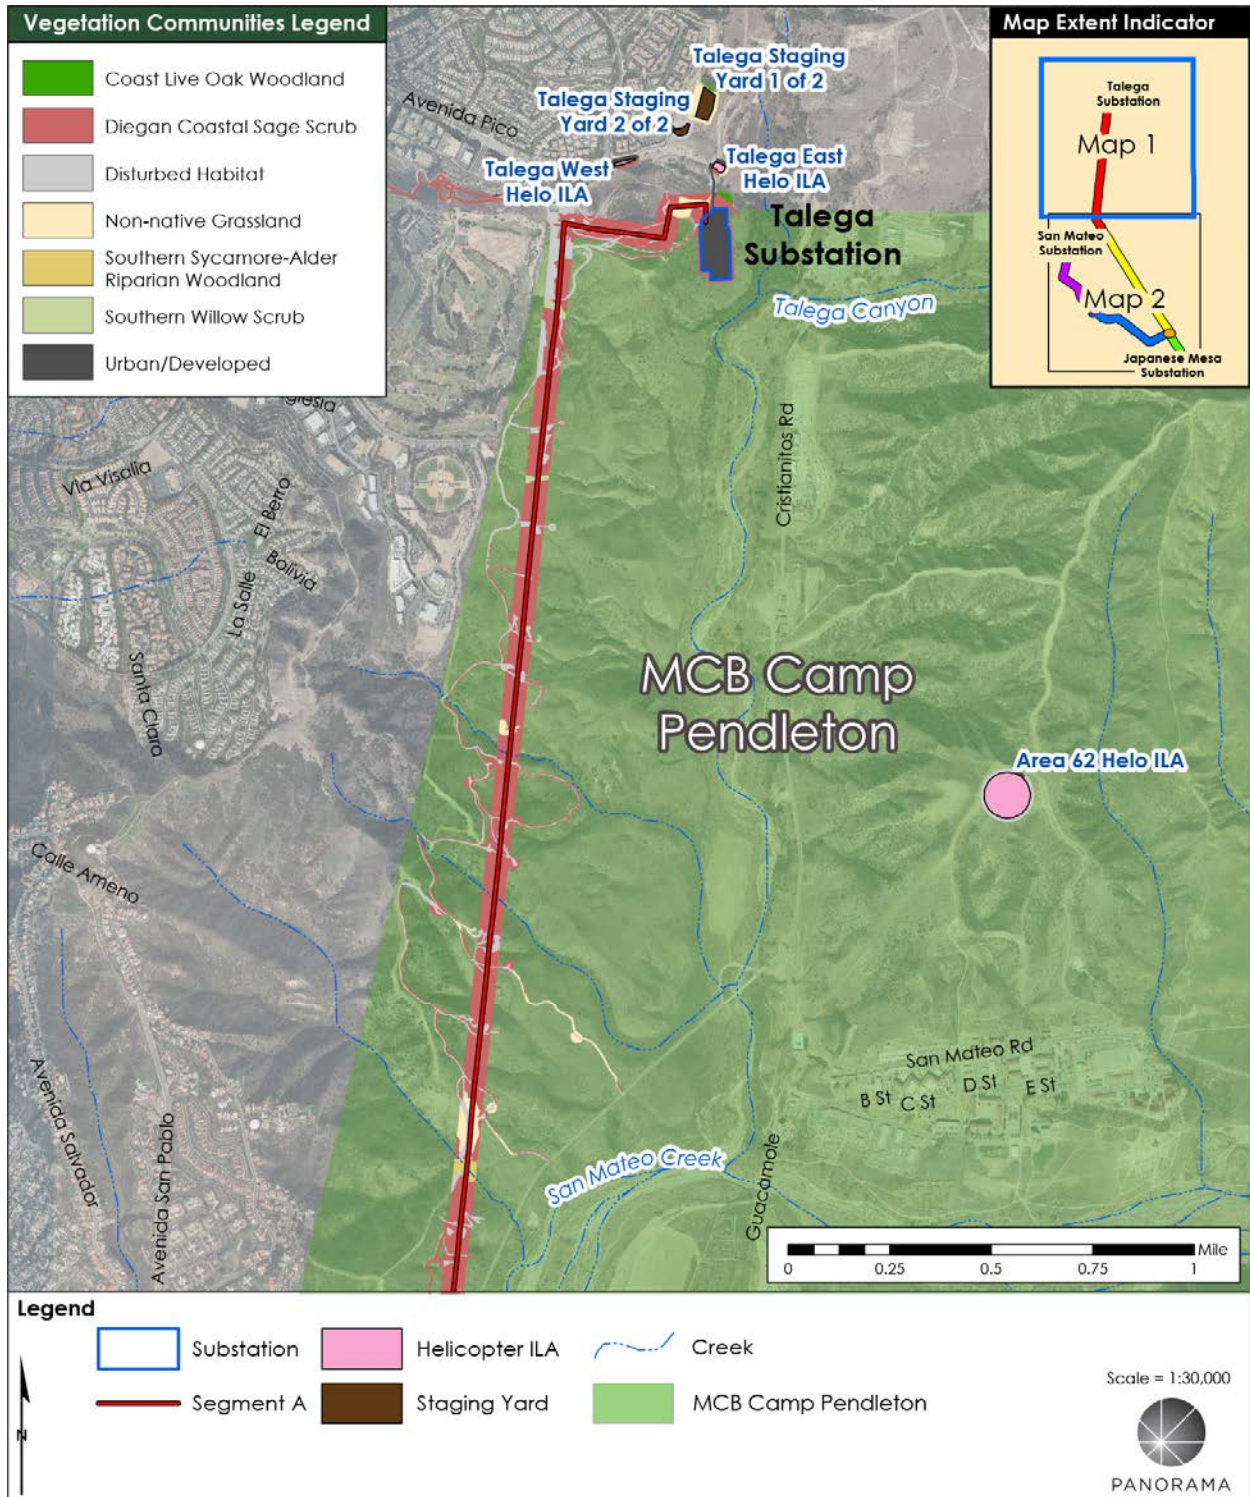 Vegetation Communities Legend
Coast Live Oak Woodland
Diegan Coastal Sage Scrub
Disturbed Habitat
Non-native Grassland
Southern Sycamore-Alder
Riparian Woodland
Southern Willow Scrub
Urban/Developed
Map Extent Indicator
Talega
Substation
Map 1
San Mateo
Substation
Map 2
Japanese Mesa
Substation
Talega Staging
Yard 1 of 2
Talega Staging
Yard 2 of 2
Avenida Pico
Talega West
Helo ILA
Talega East
Helo ILA
Talega
Substation
Talega Canyon
Cristianitos Rd
Via Visalia
El Berro
Bolivia
La Salle
Santa Clara
MCB Camp
Pendleton
Area 62 Helo ILA
Calle Ameno
Avenida Salvador
Avenida San Pablo
San Mateo Rd
B St
C St
D St
E St
San Mateo Creek
Guacamole
Mile
0 0.25 0.5 0.75 1
Legend
Substation
Helicopter ILA
Creek
Segment A
Staging Yard
MCB Camp Pendleton
N
Scale = 1:30,000
PANORAMA